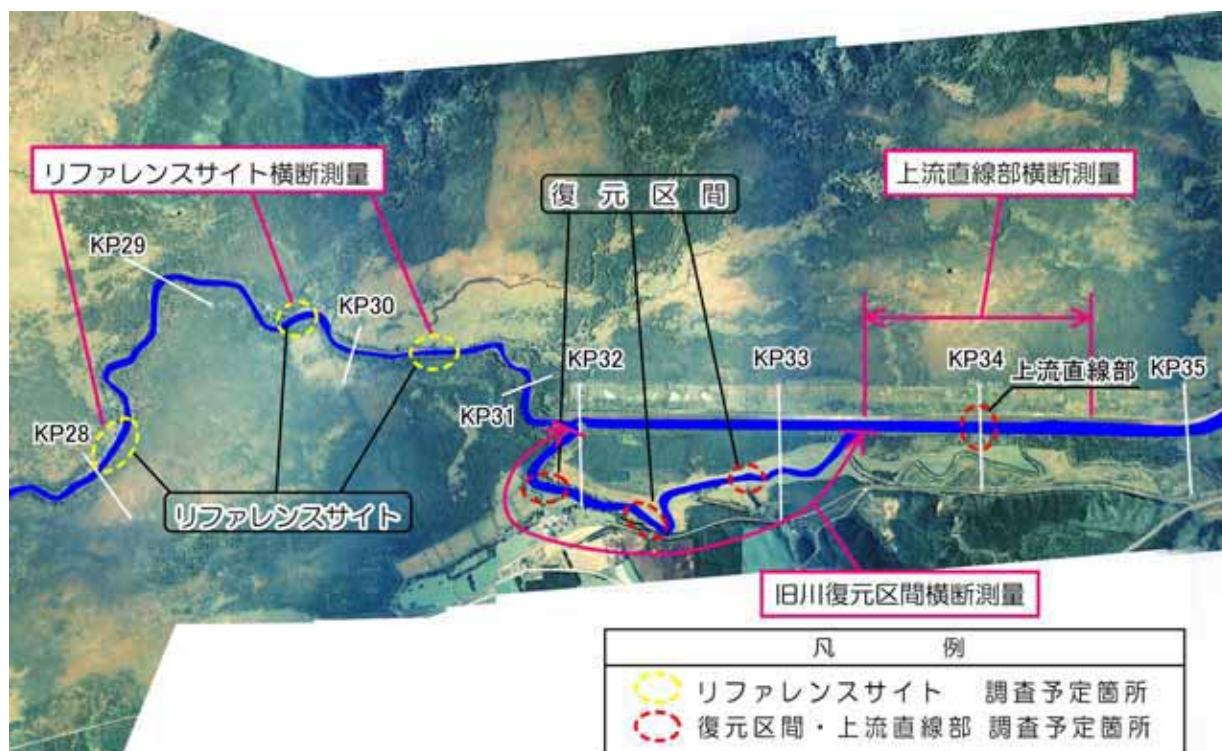 リファレンスサイト横断測量
復元区間
上流直線部横断測量
KP29
KP30
KP32
KP33
KP34
上流直線部
KP35
KP31
KP28
リファレンスサイト
旧川復元区間横断測量
凡例
リファレンスサイト 調査予定箇所
復元区間・上流直線部 調査予定箇所